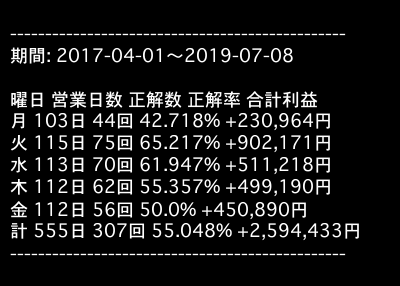 ------------------------------------------------
期間: 2017-04-01〜2019-07-08
曜日 営業日数 正解数 正解率 合計利益
月 103日 44回 42.718% +230,964円
火 115日 75回 65.217% +902,171円
水 113日 70回 61.947% +511,218円
木 112日 62回 55.357% +499,190円
金 112日 56回 50.0% +450,890円
計 555日 307回 55.048% +2,594,433円
------------------------------------------------